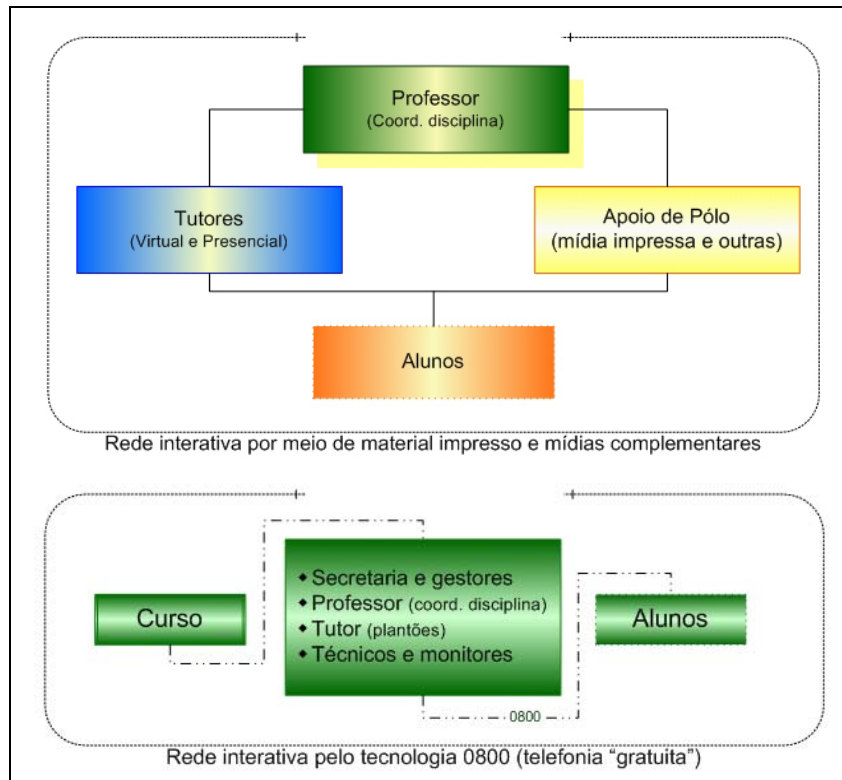 Professor
(Coord. disciplina)
Tutores
(Virtual e Presencial)
Apoio de Pólo
(mídia impressa e outras)
Alunos
Rede interativa por meio de material impresso e mídias complementares
Curso
Secretaria e gestores
Professor (coord. disciplina)
Tutor (plantões)
Técnicos e monitores
Alunos
0800
Rede interativa pelo tecnologia 0800 (telefonia “gratuita”)